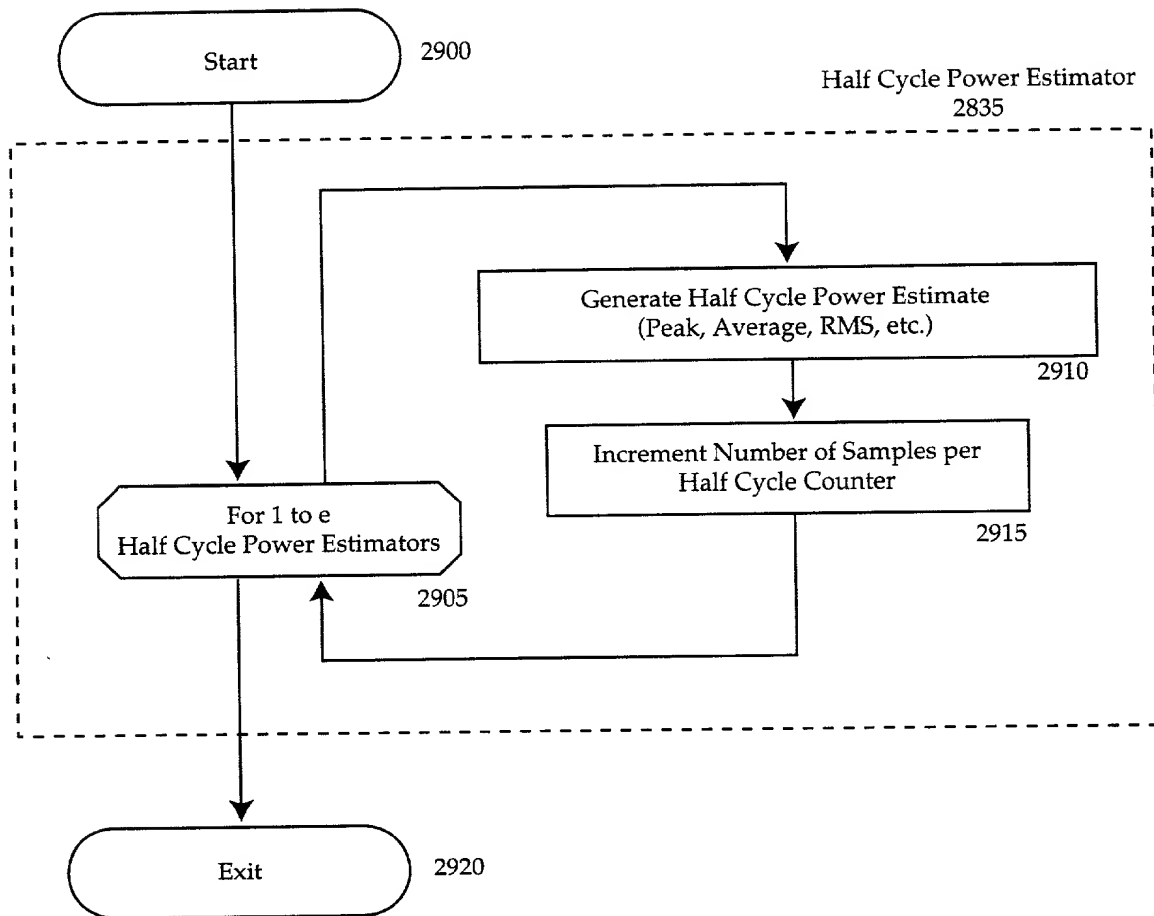 Start
2900
Half Cycle Power Estimator
2835
Generate Half Cycle Power Estimate
(Peak, Average, RMS, etc.)
2910
Increment Number of Samples per
Half Cycle Counter
2915
For 1 to e
Half Cycle Power Estimators
2905
Exit
2920